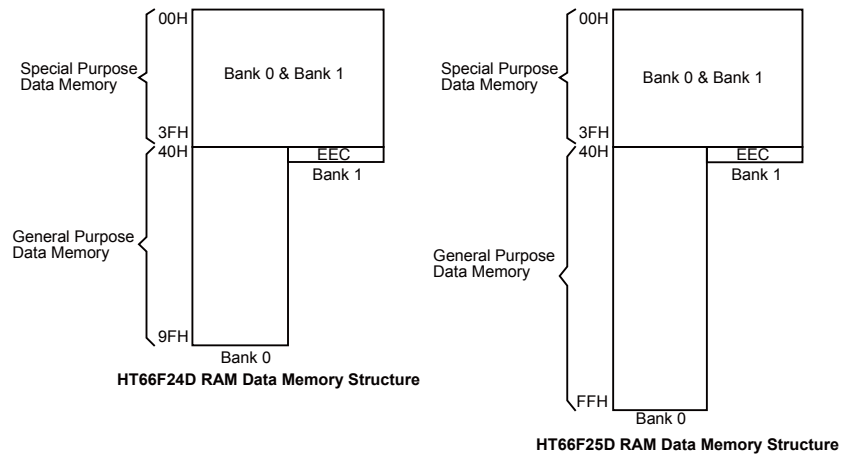 00H
Special Purpose
Data Memory
Bank 0 & Bank 1
3FH
40H
EEC
Bank 1
General Purpose
Data Memory
9FH
Bank 0
HT66F24D RAM Data Memory Structure
00H
Special Purpose
Data Memory
Bank 0 & Bank 1
3FH
40H
EEC
Bank 1
General Purpose
Data Memory
FFH
Bank 0
HT66F25D RAM Data Memory Structure